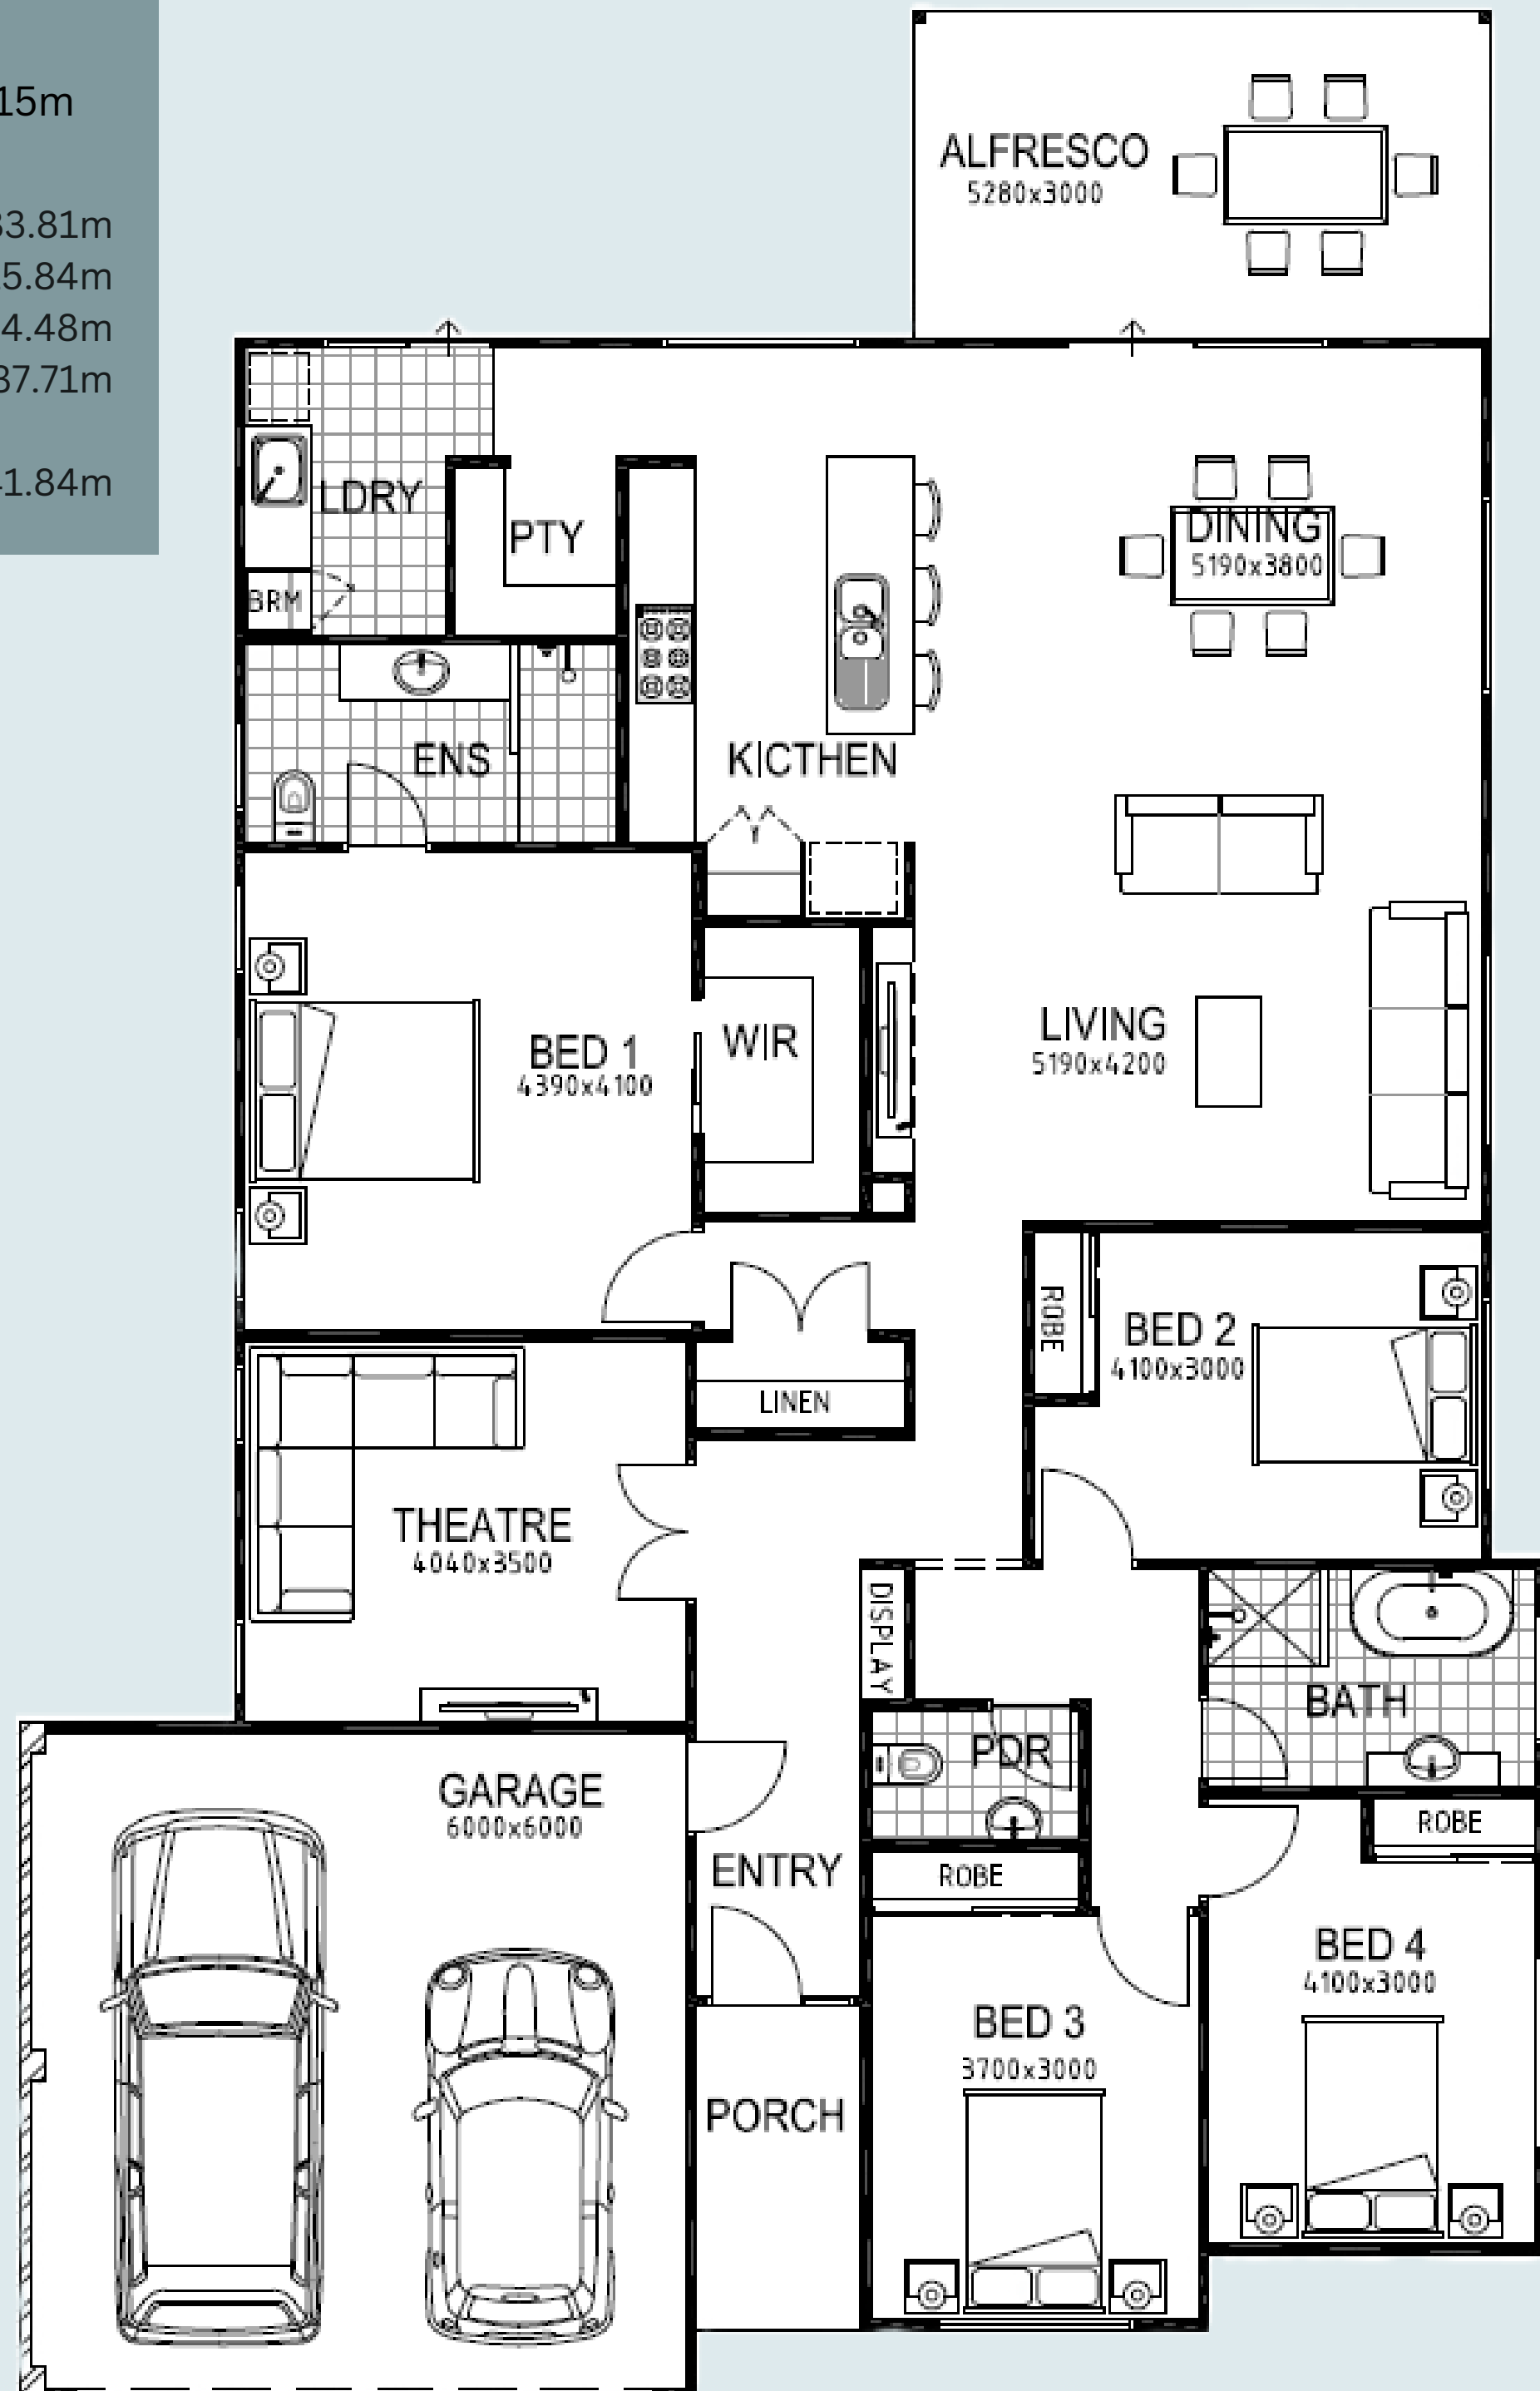 15m
33.81m
5.84m
4.48m
37.71m
41.84m
ALFRESCO
5280x3000
LDRY
PTY
BRM
DINING
5190x3800
ENS
KICTHEN
BED 1
4390x4100
WIR
LIVING
5190x4200
ROBE
BED 2
4100x3000
LINEN
THEATRE
4040x3500
DISPLAY
BATH
PDR
GARAGE
6000x6000
ENTRY
ROBE
ROBE
BED 4
4100x3000
BED 3
3700x3000
PORCH